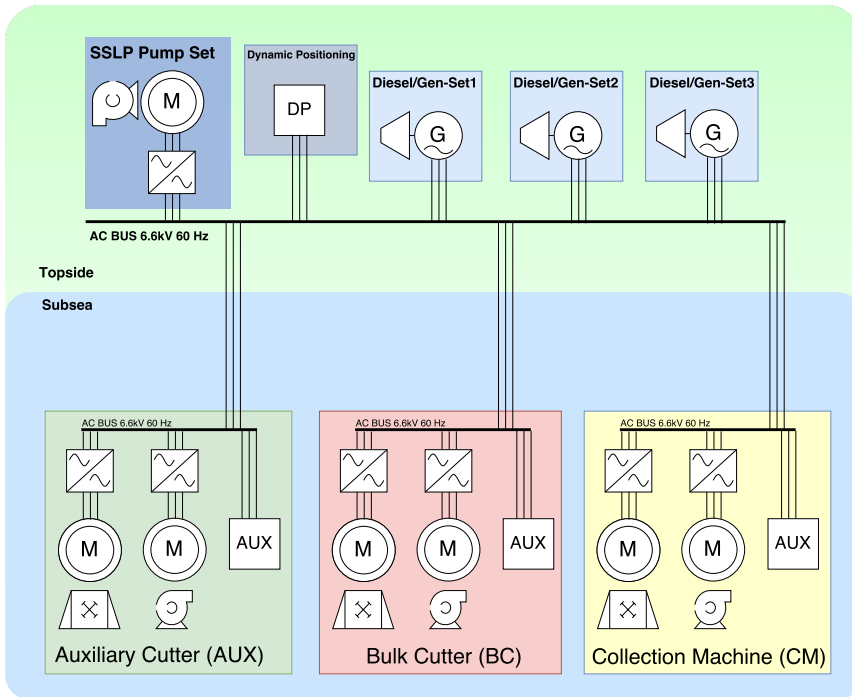 SSLP Pump Set
Dynamic Positioning
Diesel/Gen-Set1
Diesel/Gen-Set2
Diesel/Gen-Set3
M
DP
G
G
G
AC BUS 6.6kV 60 Hz
Topside
Subsea
AC BUS 6.6kV 60 Hz
AC BUS 6.6kV 60 Hz
AC BUS 6.6kV 60 Hz
M
M
AUX
M
M
AUX
M
M
AUX
Auxiliary Cutter (AUX)
Bulk Cutter (BC)
Collection Machine (CM)